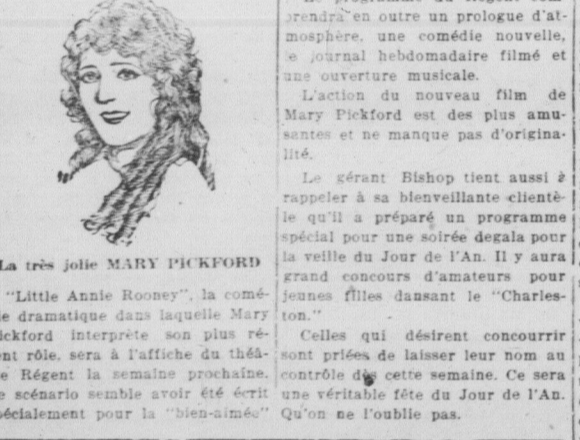 La très jolie MARY PICKFORD
"Little Annie Rooney", la comé-
e dramatique dans laquelle Mary
ickford interprète son plus ré-
ent rôle, sera à l'affiche du théâ-
e Régent la semaine prochaine.
e scénario semble avoir été écrit
pécialement pour la "bien-aimée"
prendra en outre un prologue d'at-
mosphère, une comédie nouvelle,
e journal hebdomadaire filmé et
une ouverture musicale.
L'action du nouveau film de
Mary Pickford est des plus amu-
santes et ne manque pas d'origina-
lité.
Le gérant Bishop tient aussi è
rappeler à sa bienveillante clientè-
le qu'il a préparé un programme
spécial pour une soirée degala pour
la veille du Jour de l'An. Il y aura
grand concours d'amateurs pour
jeunes filles dansant le "Charles-
ton."
Celles qui désirent concourrir
sont priées de laisser leur nom au
contrôle dès cette semaine. Ce sera
une véritable fête du Jour de l'An.
Qu'on ne l'oublie pas.